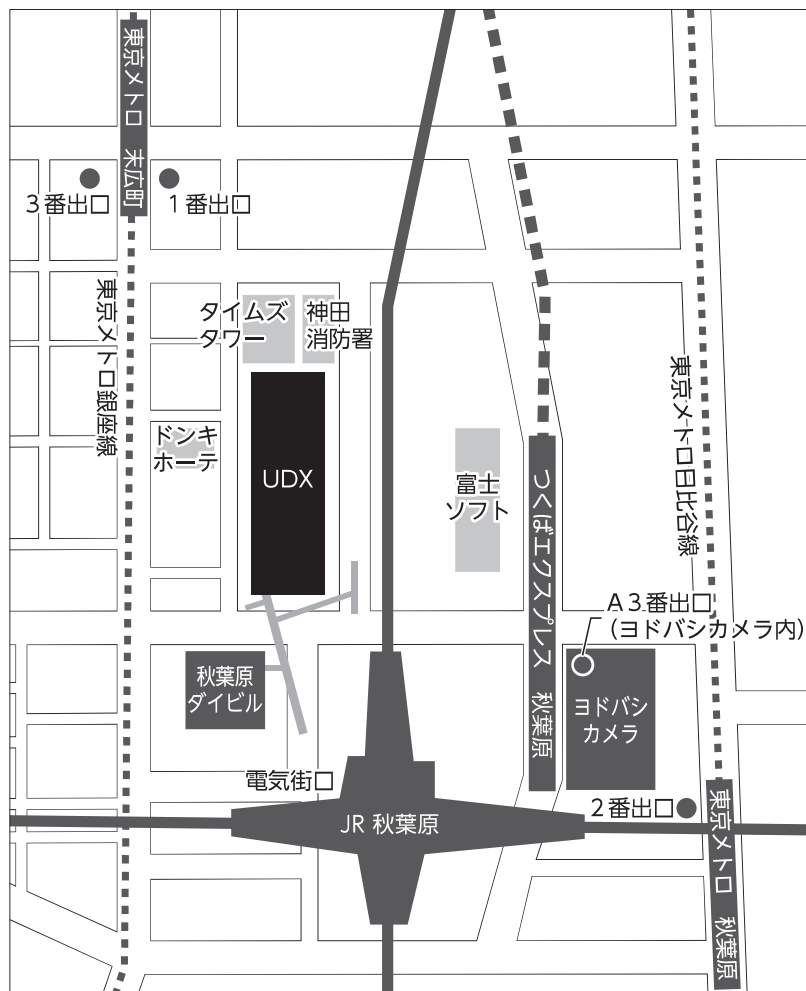 東京メトロ 末広町
3番出口
1番出口
東京メトロ銀座線
タイムズ
タワー
神田
消防署
ドンキ
ホーテ
UDX
富士
ソフト
つくばエクスプレス 秋葉原
東京メトロ日比谷線
A3番出口
（ヨドバシカメラ内）
秋葉原
ダイビル
ヨドバシ
カメラ
電気街口
JR 秋葉原
2番出口
東京メトロ 秋葉原